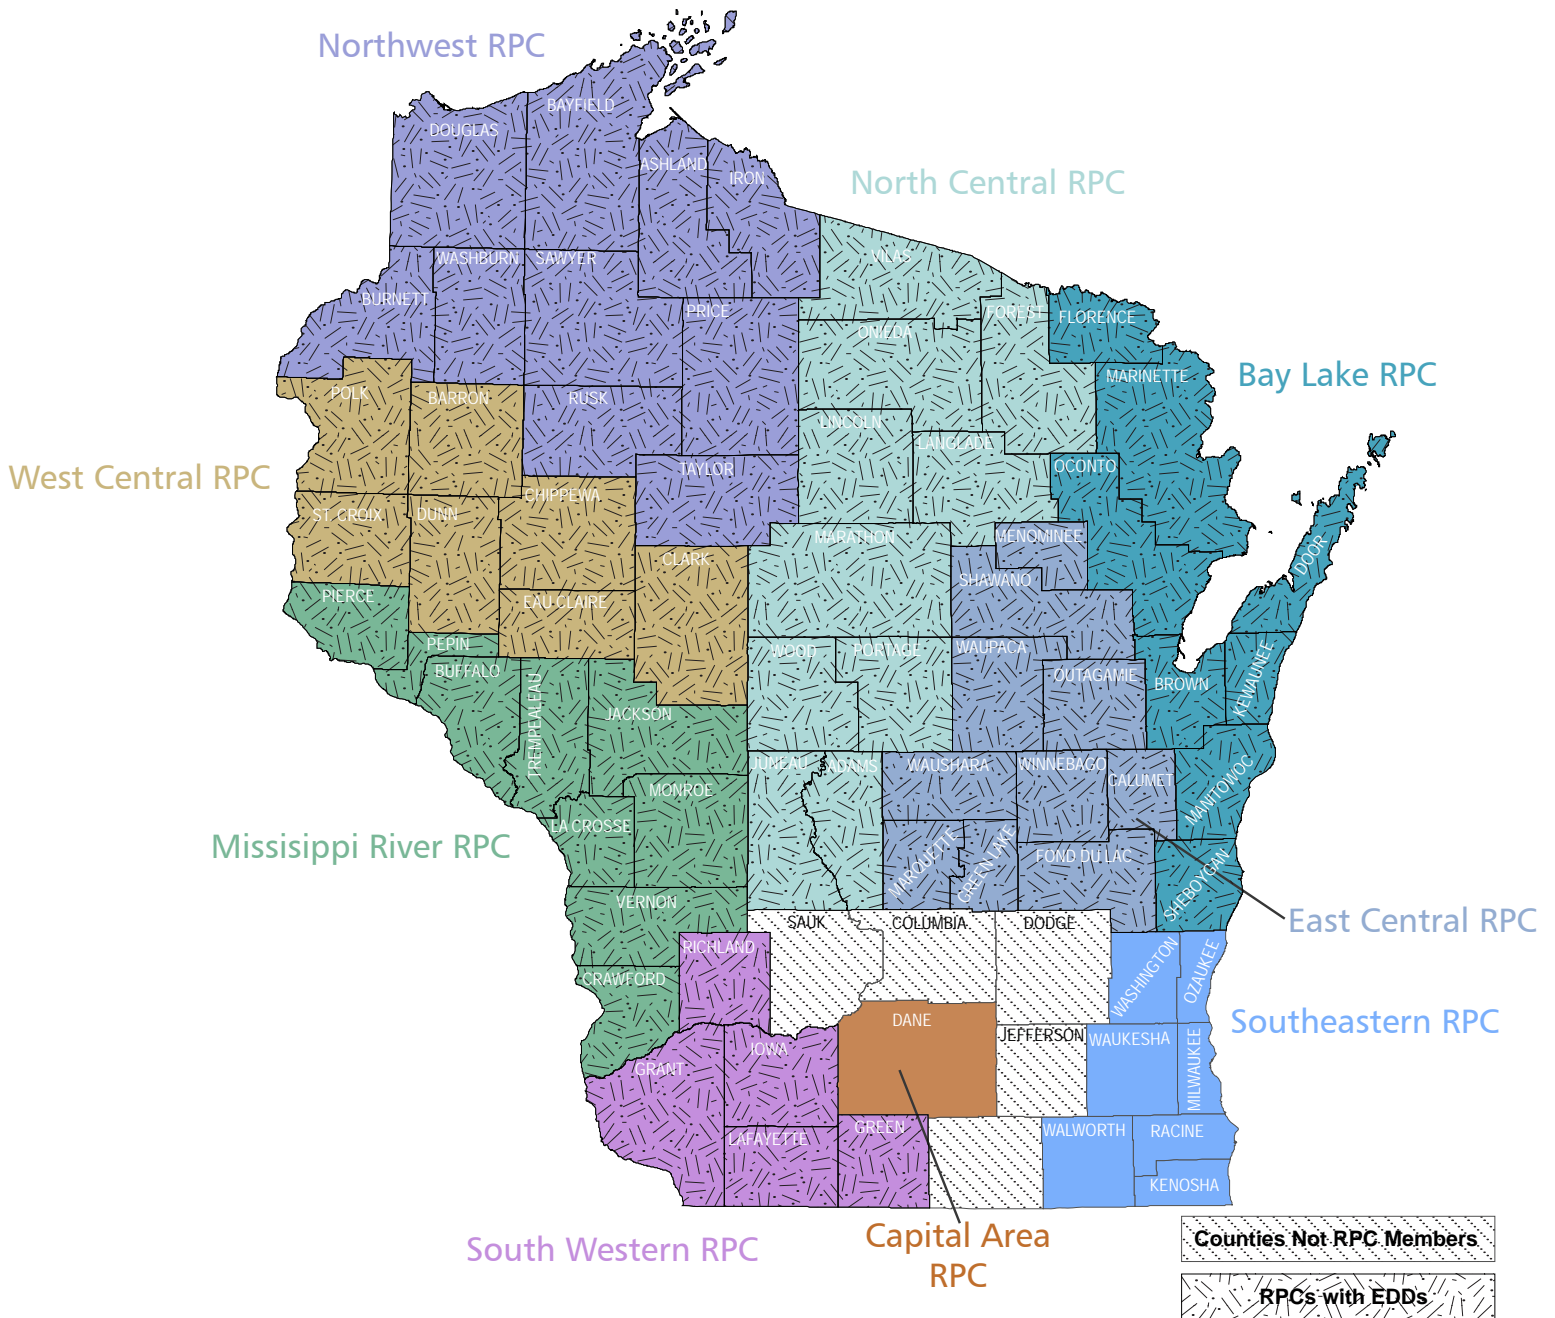 Northwest RPC
BAYFIELD
DOUGLAS
ASHLAND
IRON
North Central RPC
VILAS
WASHBURN
SAWYER
BURNETT
PRICE
FOREST
FLORENCE
ONIEDA
Bay Lake RPC
MARINETTE
POLK
BARRON
RUSK
LINCOLN
LANGLADE
West Central RPC
TAYLOR
OCONTO
CHIPPEWA
ST. CROIX
DUNN
MARATHON
MENOMINEE
CLARK
DOOR
SHAWANO
PIERCE
EAU CLAIRE
PEPIN
WOOD
PORTAGE
WAUPACA
BUFFALO
OUTAGAMIE
BROWN
KEWAUNEE
TREMPEALEAU
JACKSON
JUNEAU
ADAMS
WAUSHARA
WINNEBAGO
CALUMET
MANITOWOC
MONROE
LA CROSSE
Missisippi River RPC
MARQUETTE
GREEN LAKE
FOND DU LAC
SHEBOYGAN
VERNON
SAUK
COLUMBIA
DODGE
East Central RPC
RICHLAND
WASHINGTON
OZAUKEE
CRAWFORD
DANE
Southeastern RPC
JEFFERSON
WAUKESHA
MILWAUKEE
IOWA
GRANT
GREEN
WALWORTH
RACINE
LAFAYETTE
KENOSHA
South Western RPC
Capital Area
RPC
Counties Not RPC Members
RPCs with EDDs